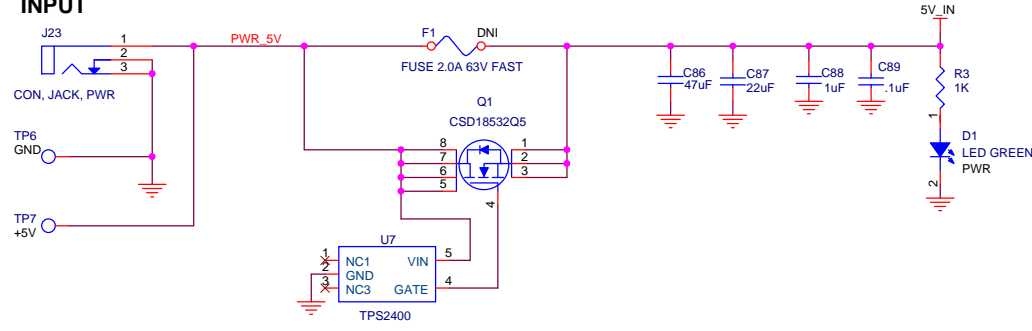 INPUT
J23
1
2
3
CON, JACK, PWR
PWR_5V
F1
DNI
FUSE 2.0A 63V FAST
5V_IN
C86
47uF
C87
22uF
C88
1uF
C89
.1uF
R3
1K
Q1
CSD18532Q5
8
7
6
5
1
2
3
4
1
D1
LED GREEN
PWR
2
TP6
GND
TP7
+5V
U7
1
2
3
NC1
GND
NC3
VIN
GATE
5
4
TPS2400